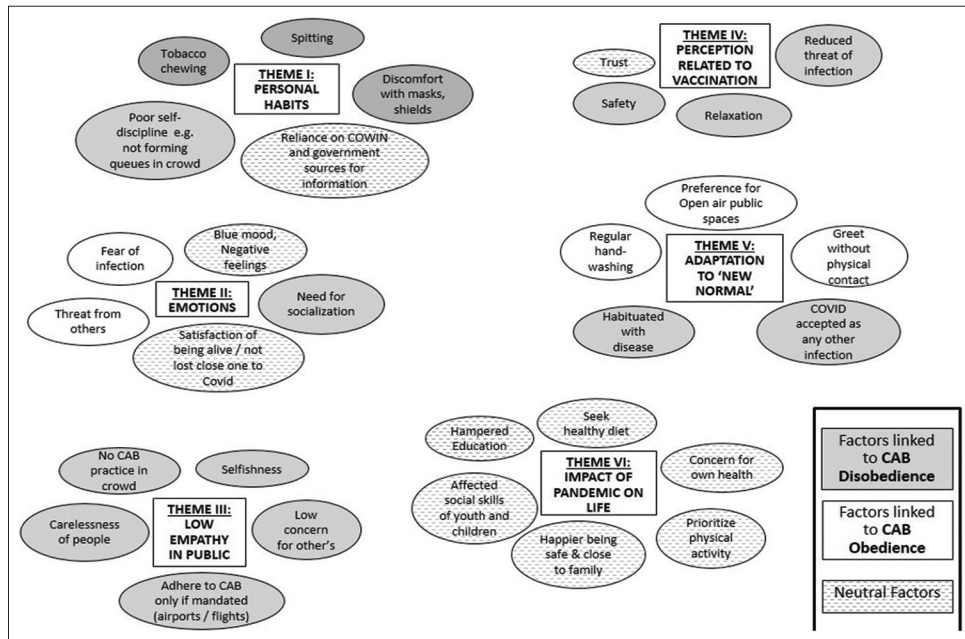 Spitting
Tobacco
chewing
THEME I:
PERSONAL
HABITS
Discomfort
with masks,
shields
Poor self-
discipline e.g.
not forming
queues in crowd
Reliance on COWIN
and government
sources for
information
THEME IV:
PERCEPTION
RELATED TO
VACCINATION
Reduced
threat of
infection
Trust
Safety
Relaxation
Blue mood,
Negative
feelings
Fear of
infection
THEME II:
EMOTIONS
Need for
socialization
Threat from
others
Satisfaction of
being alive / not
lost close one to
Covid
Preference for
Open air public
spaces
Regular
hand-
washing
THEME V:
ADAPTATION
TO ‘NEW
NORMAL’
Greet
without
physical
contact
Habituated
with
disease
COVID
accepted as
any other
infection
No CAB
practice in
crowd
Selfishness
Carelessness
of people
THEME III:
LOW
EMPATHY
IN PUBLIC
Low
concern
for other’s
Adhere to CAB
only if mandated
(airports / flights)
Seek
healthy diet
Hampered
Education
THEME VI:
IMPACT OF
PANDEMIC ON
LIFE
Concern for
own health
Affected
social skills
of youth and
children
Happier being
safe & close
to family
Prioritize
physical
activity
Factors linked
to CAB
Disobedience
Factors linked
to CAB
Obedience
Neutral Factors